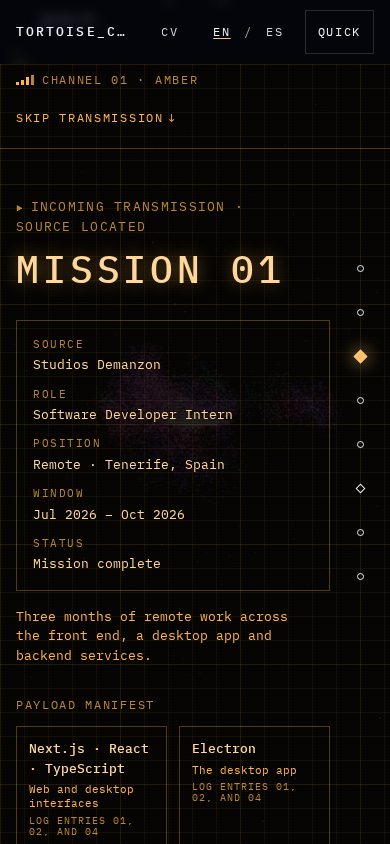 TORTOISE_C…
CV
EN / ES
QUICK
CHANNEL 01 · AMBER
SKIP TRANSMISSION ↓
▸ INCOMING TRANSMISSION ·
SOURCE LOCATED
MISSION 01
SOURCE
Studios Demanzon
ROLE
Software Developer Intern
POSITION
Remote · Tenerife, Spain
WINDOW
Jul 2026 – Oct 2026
STATUS
Mission complete
Three months of remote work across
the front end, a desktop app and
backend services.
PAYLOAD MANIFEST
Next.js · React
· TypeScript
Web and desktop
interfaces
LOG ENTRIES 01,
02, AND 04
Electron
The desktop app
LOG ENTRIES 01,
02, AND 04